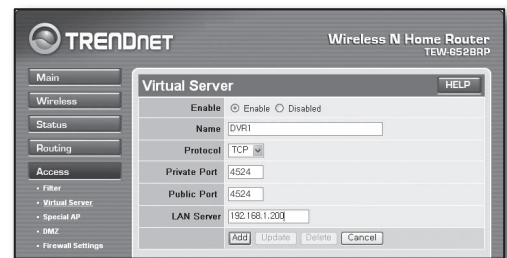 TRENDNET
Wireless N Home Router
TEW-652BRP
Main
Wireless
Status
Routing
Access
• Filter
• Virtual Server
• Special AP
• DMZ
• Firewall Settings
Virtual Server
HELP
Enable Enable Disabled
Name DVR1
Protocol TCP
Private Port 4524
Public Port 4524
LAN Server 192.168.1.200
Add Update Delete Cancel